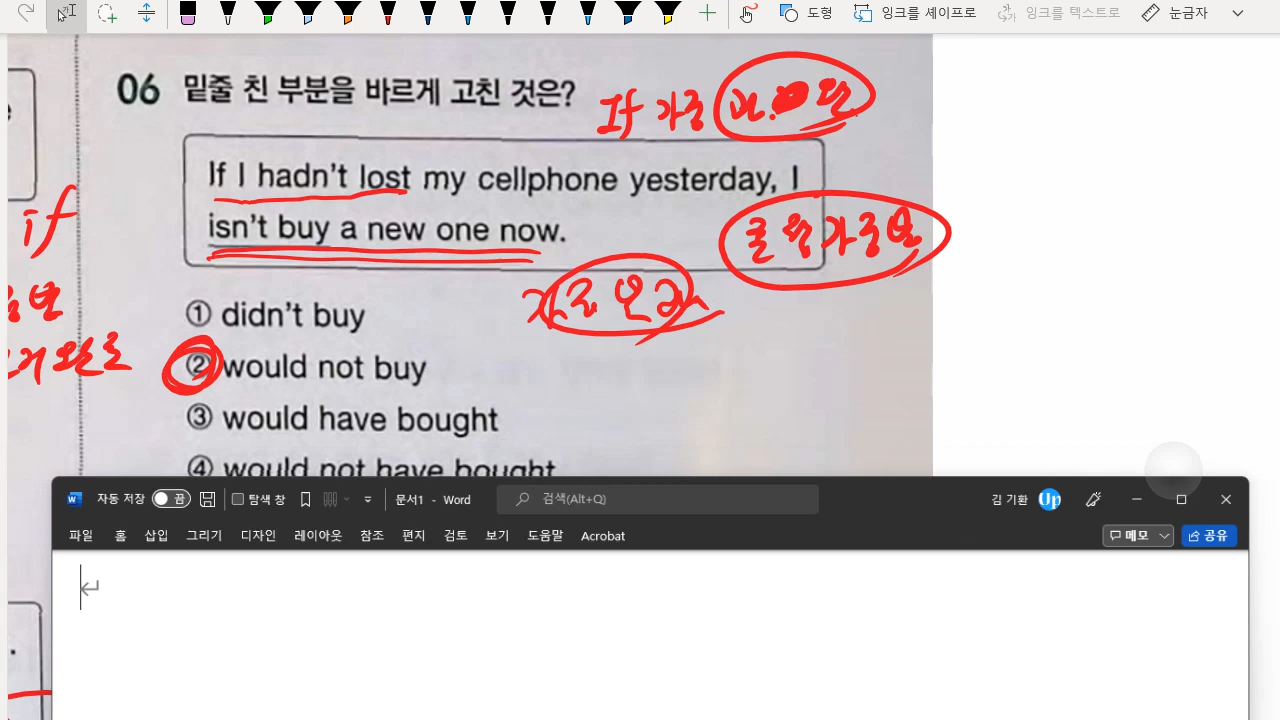 도형
잉크를 셰이프로
잉크를 텍스트로
눈금자
06 밑줄 친 부분을 바르게 고친 것은?
If 가정
If I hadn't lost my cellphone yesterday, I
isn't buy a new one now.
if
① didn't buy
② would not buy
③ would have bought
④ would not have bought
자동 저장 끔 탐색 창 문서1 - Word 검색(Alt+Q) 김 기환 Up
파일 홈 삽입 그리기 디자인 레이아웃 참조 편지 검토 보기 도움말 Acrobat 메모 공유